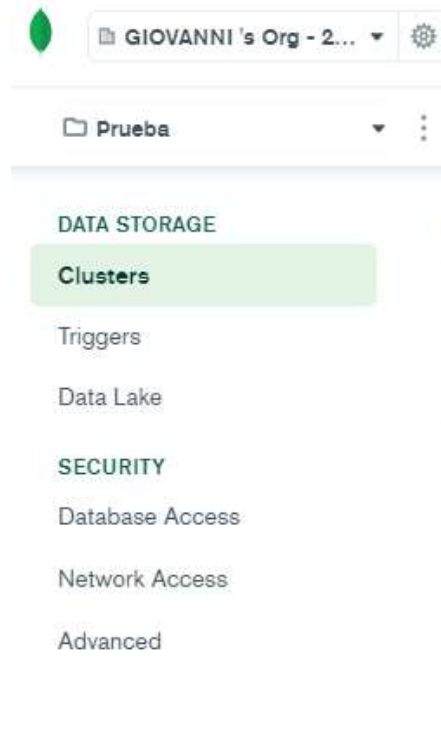 GIOVANNI 's Org - 2...
Prueba
DATA STORAGE
Clusters
Triggers
Data Lake
SECURITY
Database Access
Network Access
Advanced